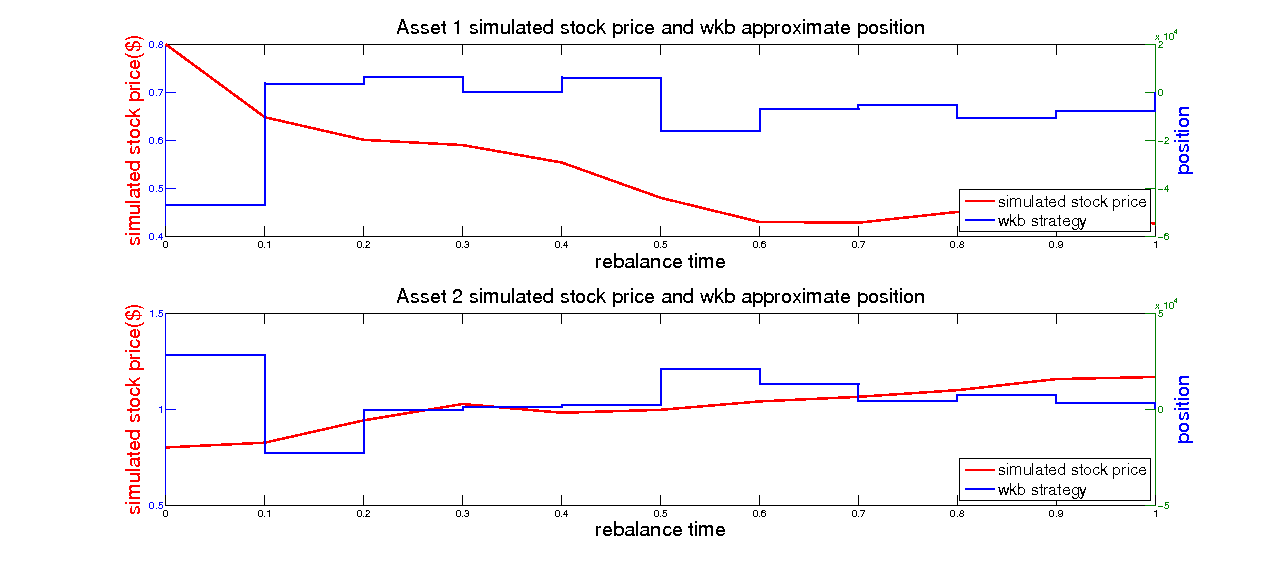 Asset 1 simulated stock price and wkb approximate position
x 10^4
simulated stock price($)
0.8
0.7
0.6
0.5
0.4
2
0
−2
−4
−6
position
simulated stock price
wkb strategy
0 0.1 0.2 0.3 0.4 0.5 0.6 0.7 0.8 0.9 1
rebalance time
Asset 2 simulated stock price and wkb approximate position
x 10^4
simulated stock price($)
1.5
1
0.5
5
0
−5
position
simulated stock price
wkb strategy
0 0.1 0.2 0.3 0.4 0.5 0.6 0.7 0.8 0.9 1
rebalance time